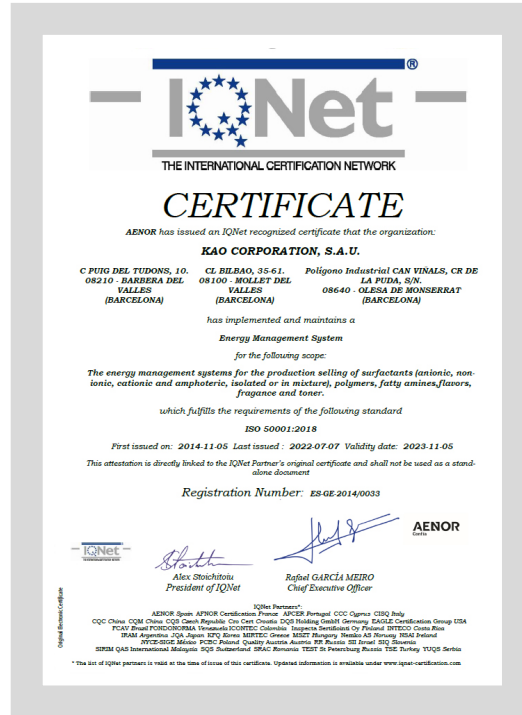 IQNet ®
THE INTERNATIONAL CERTIFICATION NETWORK
CERTIFICATE
AENOR has issued an IQNet recognized certificate that the organization:
KAO CORPORATION, S.A.U.
C PUIG DEL TUDONS, 10.
08210 - BARBERA DEL
VALLES
(BARCELONA)
CL BILBAO, 35-61.
08100 - MOLLET DEL
VALLES
(BARCELONA)
Polígono Industrial CAN VIÑALS, CR DE
LA PUDA, S/N.
08640 - OLESA DE MONSERRAT
(BARCELONA)
has implemented and maintains a
Energy Management System
for the following scope:
The energy management systems for the production selling of surfactants (anionic, non-
ionic, cationic and amphoteric, isolated or in mixture), polymers, fatty amines,flavors,
fragance and toner.
which fulfills the requirements of the following standard
ISO 50001:2018
First issued on: 2014-11-05 Last issued : 2022-07-07 Validity date: 2023-11-05
This attestation is directly linked to the IQNet Partner's original certificate and shall not be used as a stand-
alone document
Registration Number: ES-GE-2014/0033
IQNet
AENOR
Alex Stoichitoiu
President of IQNet
Rafael GARCÍA MEIRO
Chief Executive Officer
Original Electronic Certificate
IQNet Partners*:
AENOR Spain AFNOR Certification France APCER Portugal CCC Cyprus CISQ Italy
CQC China CQM China CQS Czech Republic Cro Cert Croatia DQS Holding GmbH Germany EAGLE Certification Group USA
FCAV Brazil FONDONORMA Venezuela ICONTEC Colombia Inspecta Sertifiointi Oy Finland INTECO Costa Rica
IRAM Argentina JQA Japan KFQ Korea MIRTEC Greece MSZT Hungary Nemko AS Norway NSAI Ireland
NYCE-SIGE México PCBC Poland Quality Austria Austria RR Russia SII Israel SIQ Slovenia
SIRIM QAS International Malaysia SQS Switzerland SRAC Romania TEST St Petersburg Russia TSE Turkey YUQS Serbia
* The list of IQNet partners is valid at the time of issue of this certificate. Updated information is available under www.iqnet-certification.com